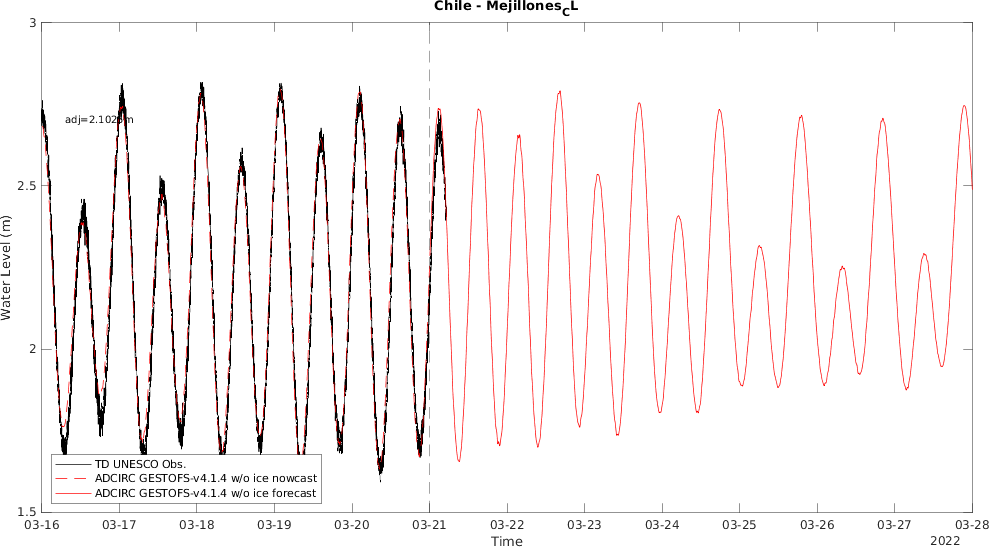 Chile - Mejillones_CL
3
adj=2.1025m
2.5
Water Level (m)
2
TD UNESCO Obs.
ADCIRC GESTOFS-v4.1.4 w/o ice nowcast
ADCIRC GESTOFS-v4.1.4 w/o ice forecast
1.5
03-16 03-17 03-18 03-19 03-20 03-21 03-22 03-23 03-24 03-25 03-26 03-27 03-28
Time
2022